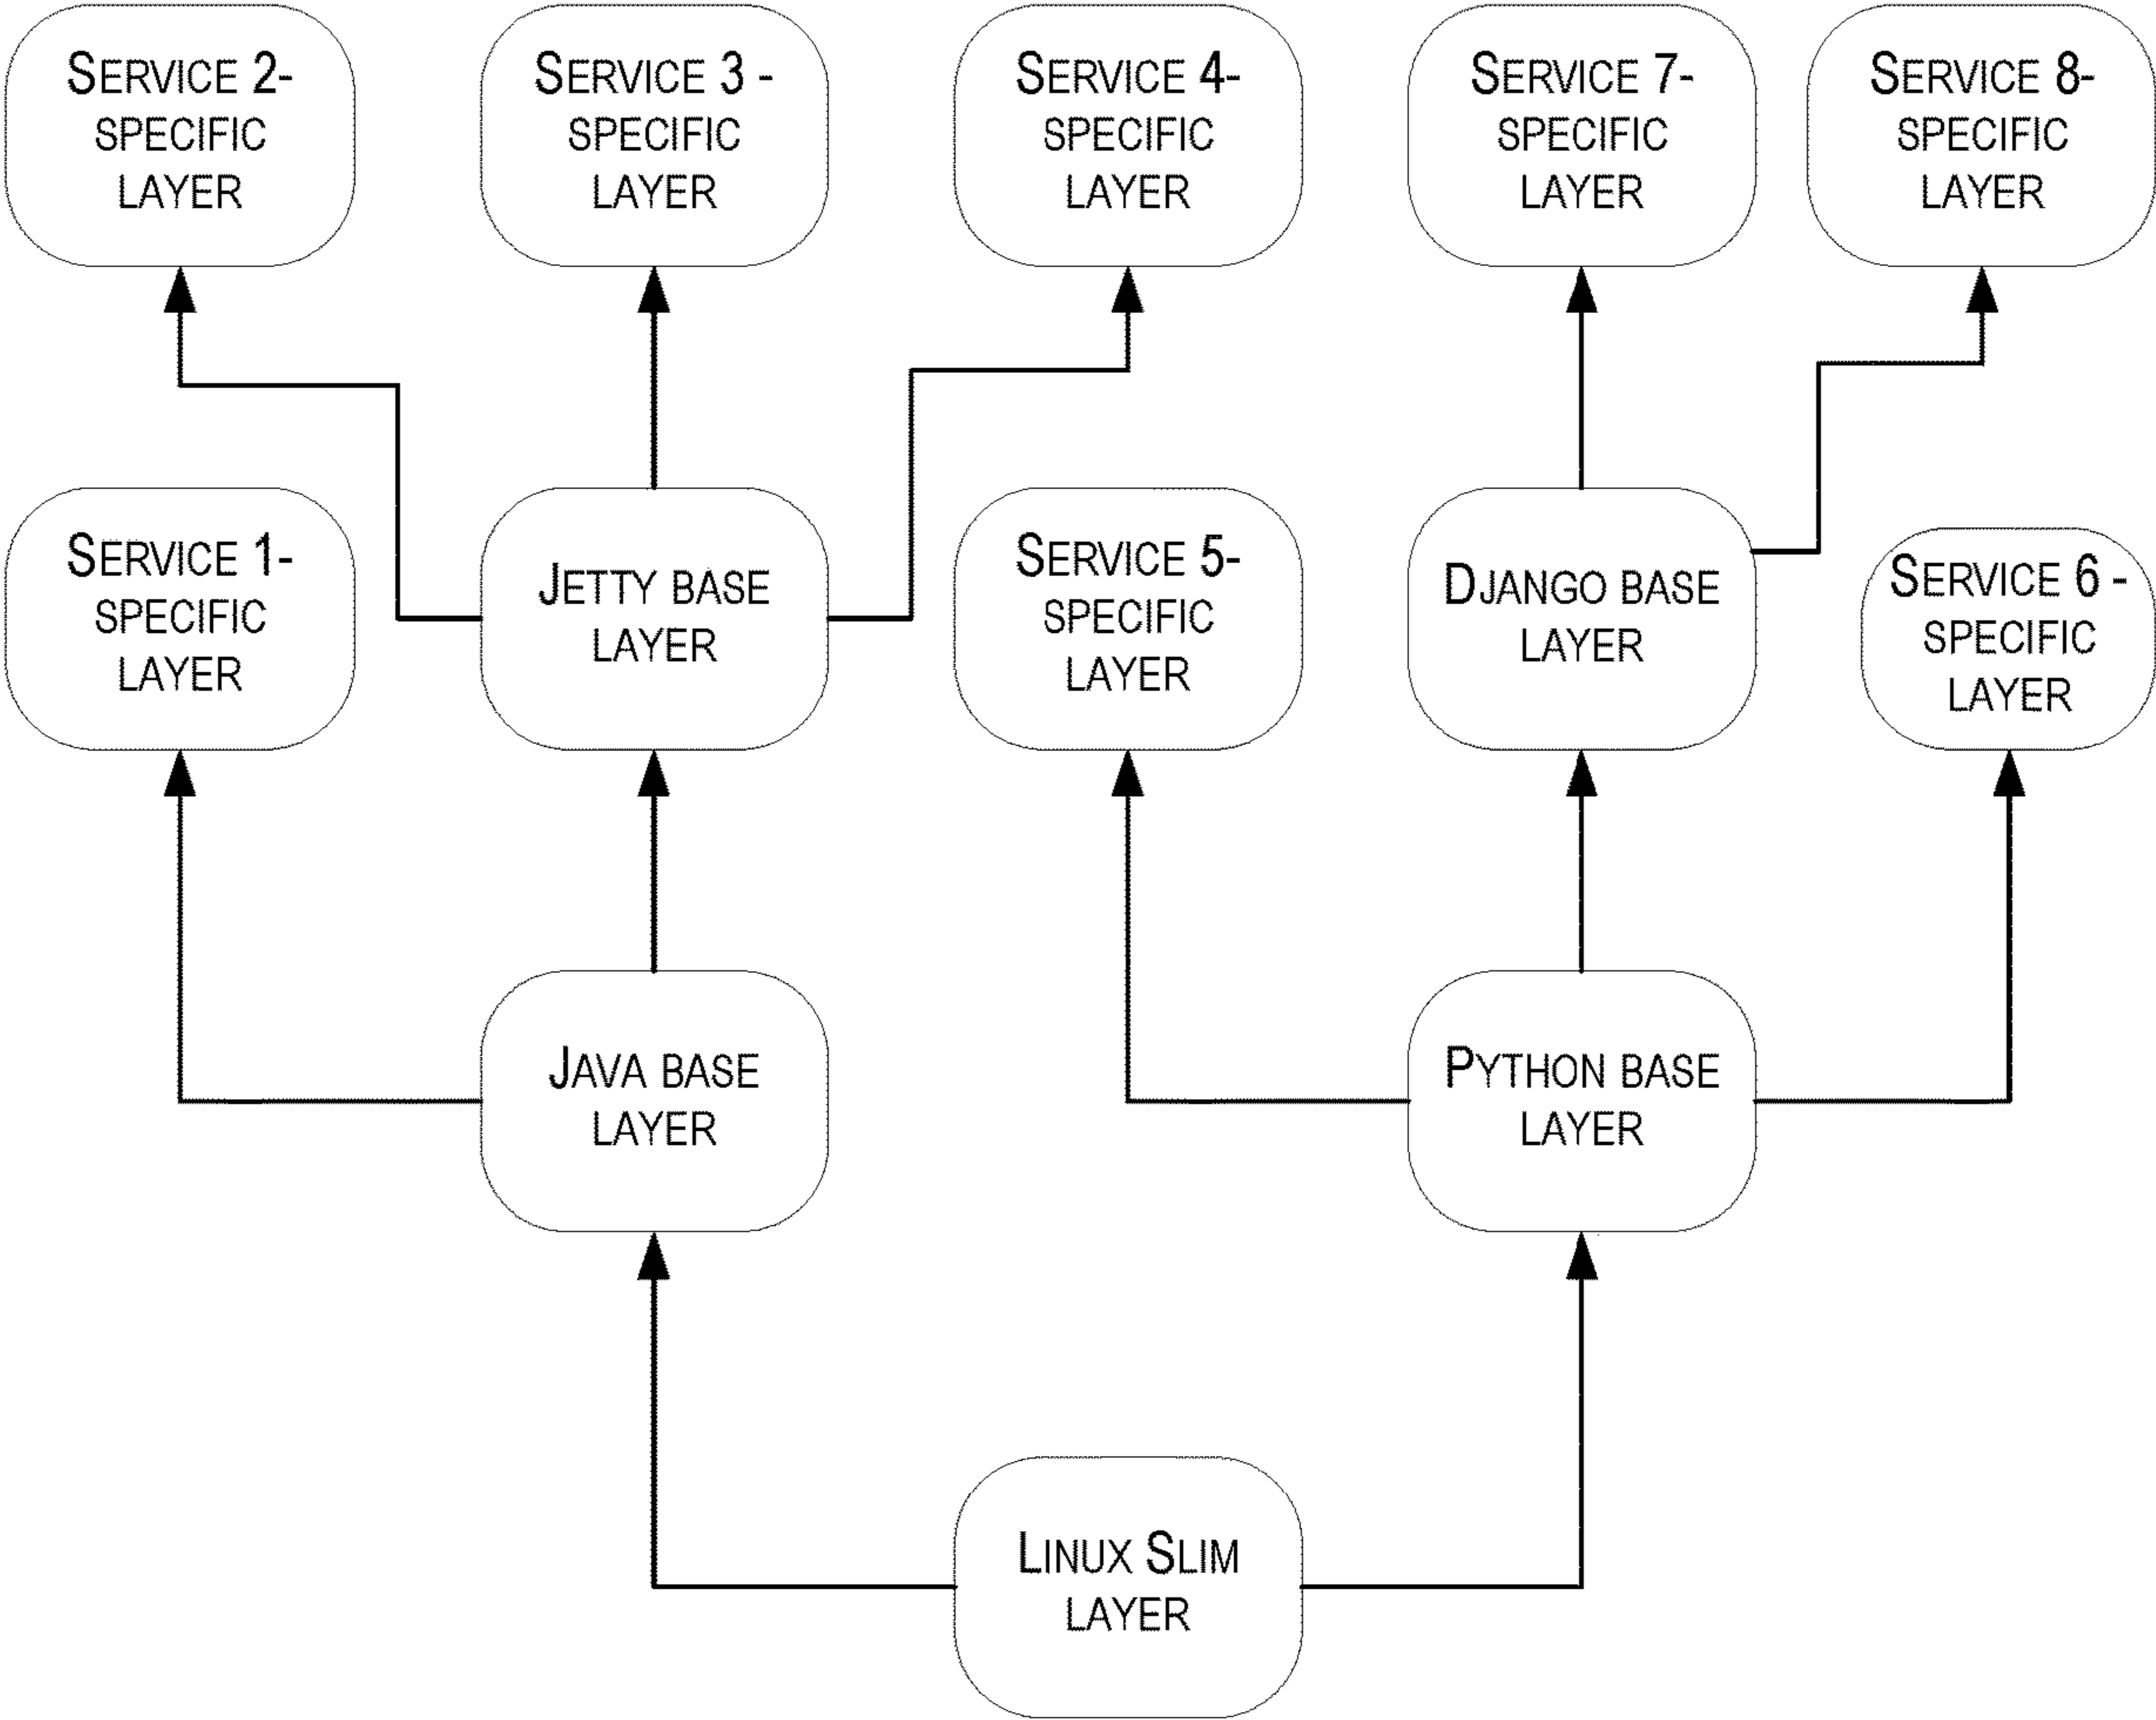 Service 2-
specific
layer
Service 3 -
specific
layer
Service 4-
specific
layer
Service 7-
specific
layer
Service 8-
specific
layer
Service 1-
specific
layer
Jetty base
layer
Service 5-
specific
layer
Django base
layer
Service 6 -
specific
layer
Java base
layer
Python base
layer
Linux Slim
layer